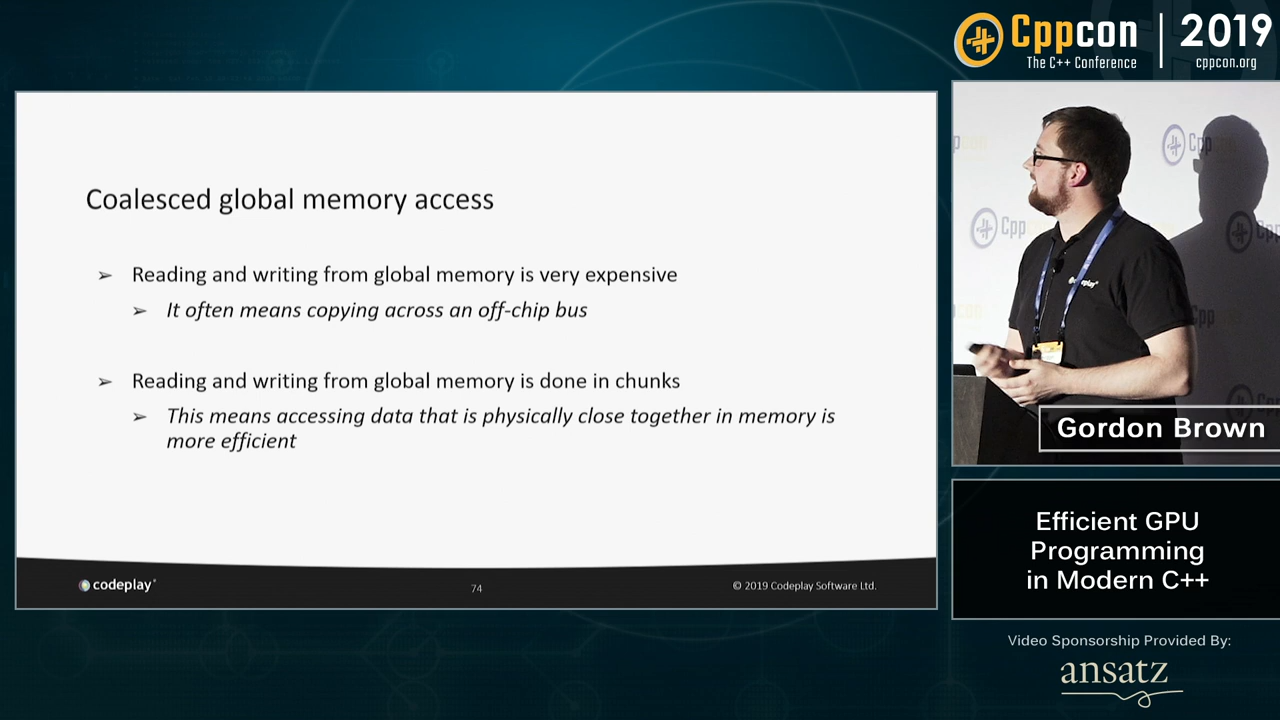 Cppcon
The C++ Conference
2019
cppcon.org
Coalesced global memory access
➢ Reading and writing from global memory is very expensive
➢ It often means copying across an off-chip bus
➢ Reading and writing from global memory is done in chunks
➢ This means accessing data that is physically close together in memory is
more efficient
codeplay®
74
© 2019 Codeplay Software Ltd.
Cpp
Cpp
Gordon Brown
Efficient GPU
Programming
in Modern C++
Video Sponsorship Provided By:
ansatz